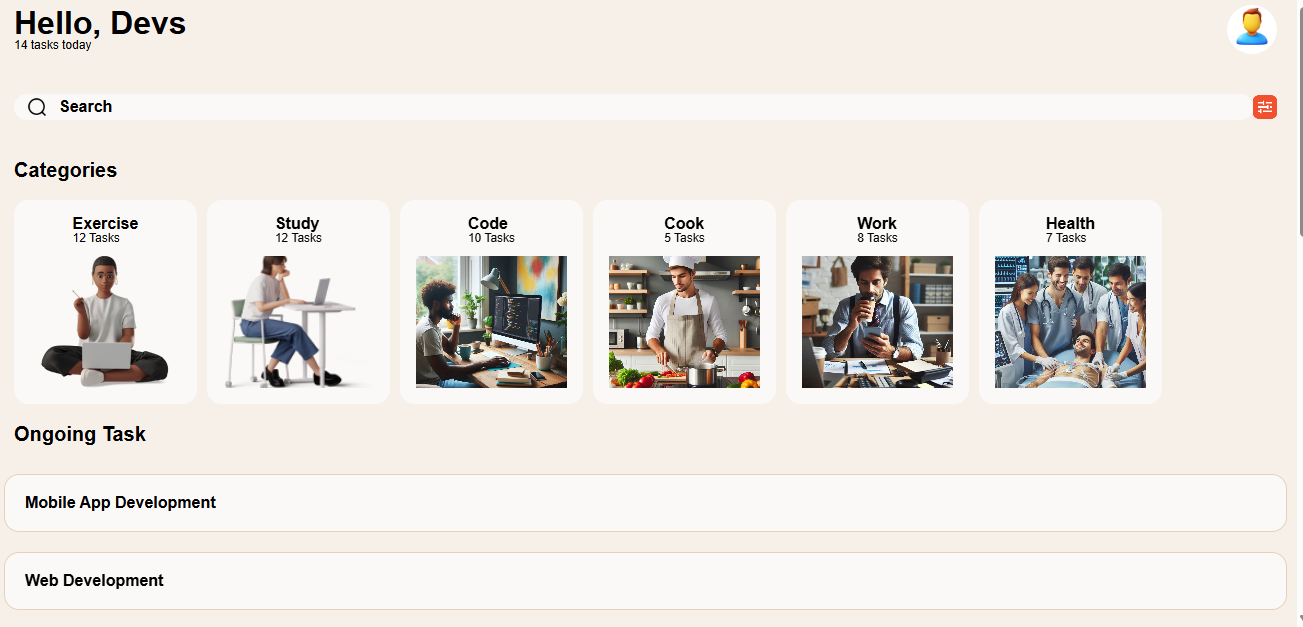 Hello, Devs
14 tasks today
Search
Categories
Exercise
12 Tasks
Study
12 Tasks
Code
10 Tasks
Cook
5 Tasks
Work
8 Tasks
Health
7 Tasks
Ongoing Task
Mobile App Development
Web Development